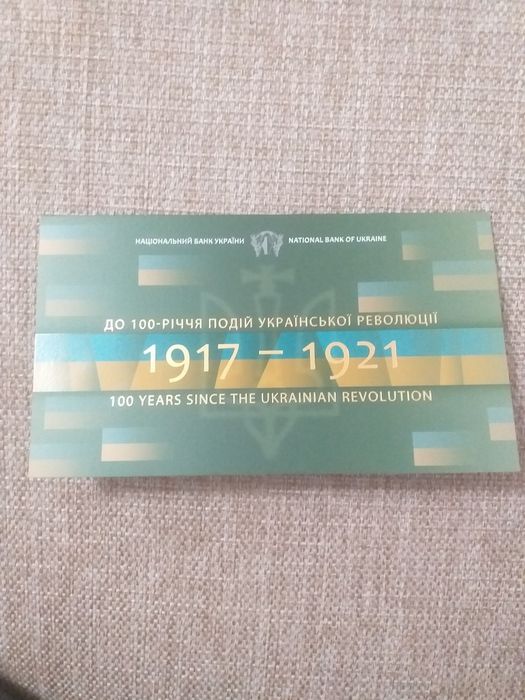 НАЦІОНАЛЬНИЙ БАНК УКРАЇНИ NATIONAL BANK OF UKRAINE
ДО 100-РІЧЧЯ ПОДІЙ УКРАЇНСЬКОЇ РЕВОЛЮЦІЇ
1917 – 1921
100 YEARS SINCE THE UKRAINIAN REVOLUTION